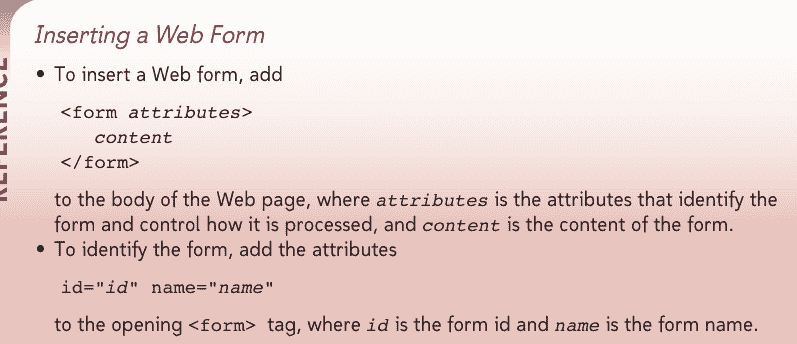 REFERENCE
Inserting a Web Form
• To insert a Web form, add
<form attributes>
content
</form>
to the body of the Web page, where attributes is the attributes that identify the
form and control how it is processed, and content is the content of the form.
• To identify the form, add the attributes
id="id" name="name"
to the opening <form> tag, where id is the form id and name is the form name.